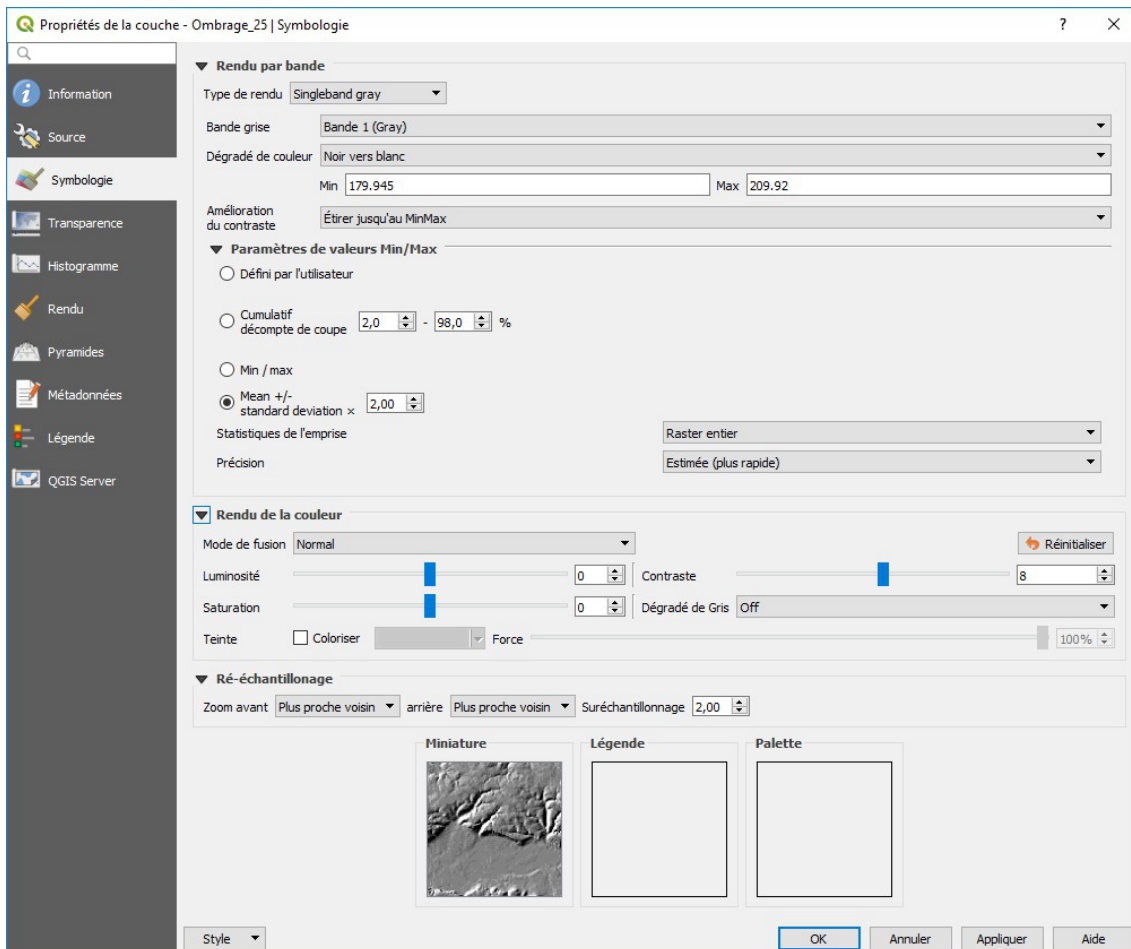 Propriétés de la couche - Ombrage_25 | Symbologie
?
Information
Source
Symbologie
Transparence
Histogramme
Rendu
Pyramides
Métadonnées
Légende
QGIS Server
Rendu par bande
Type de rendu Singleband gray
Bande grise Bande 1 (Gray)
Dégradé de couleur Noir vers blanc
Min 179.945 Max 209.92
Amélioration
du contraste Étirer jusqu'au MinMax
Paramètres de valeurs Min/Max
Défini par l'utilisateur
Cumulatif
décompte de coupe 2,0 - 98,0 %
Min / max
Mean +/-
standard deviation × 2,00
Statistiques de l'emprise Raster entier
Précision Estimée (plus rapide)
Rendu de la couleur
Mode de fusion Normal Réinitialiser
Luminosité 0 Contraste 8
Saturation 0 Dégradé de Gris Off
Teinte Coloriser Force 100%
Ré-échantillonage
Zoom avant Plus proche voisin arrière Plus proche voisin Suréchantillonnage 2,00
Miniature Légende Palette
Style OK Annuler Appliquer Aide